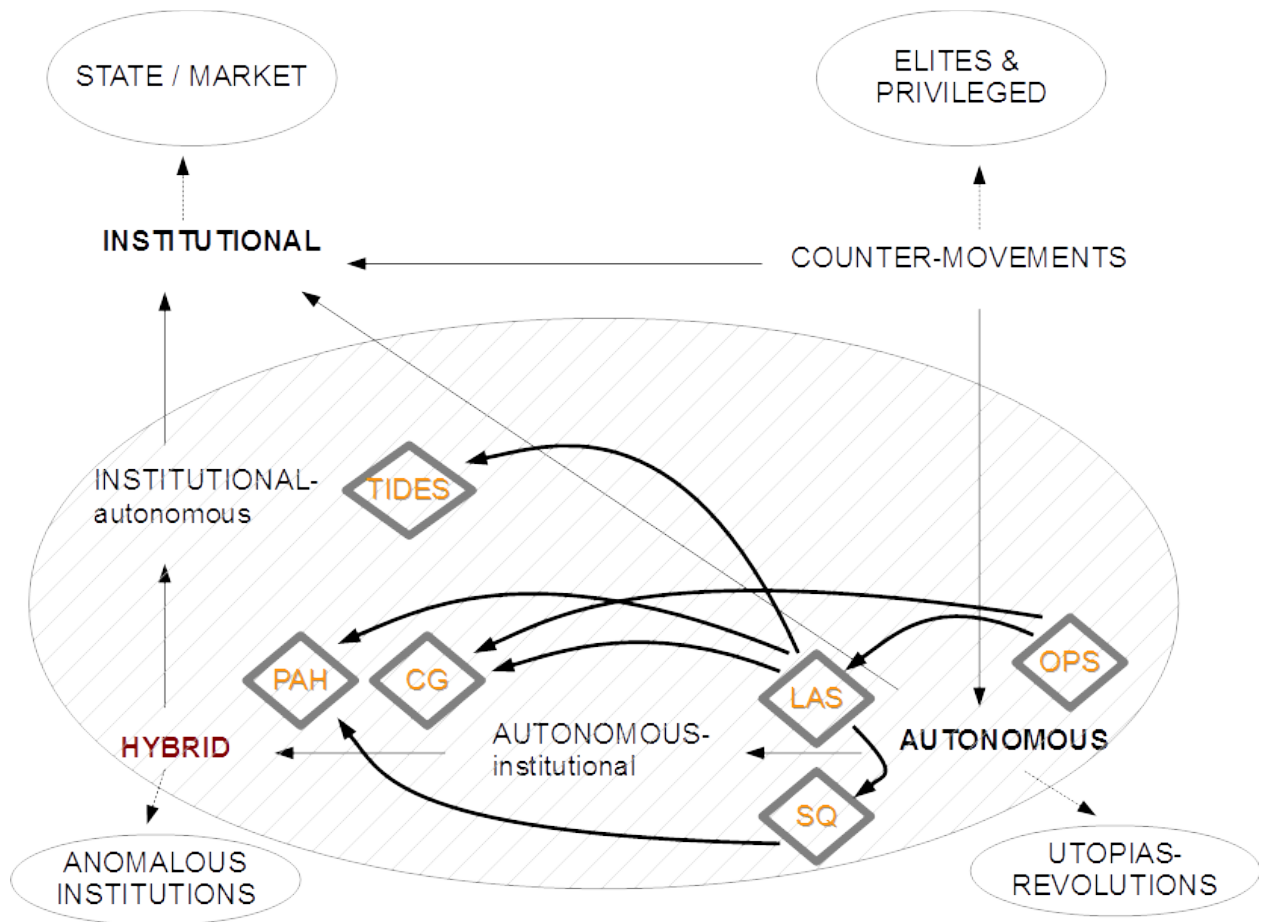 STATE / MARKET
ELITES &
PRIVILEGED
INSTITUTIONAL
COUNTER-MOVEMENTS
INSTITUTIONAL-
autonomous
TIDES
PAH
CG
LAS
OPS
HYBRID
AUTONOMOUS-
institutional
AUTONOMOUS
SQ
ANOMALOUS
INSTITUTIONS
UTOPIAS-
REVOLUTIONS